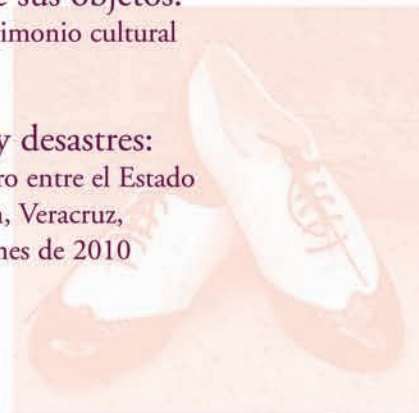 sus objetos:
imonio cultural
y desastres:
ro entre el Estado
, Veracruz,
nes de 2010